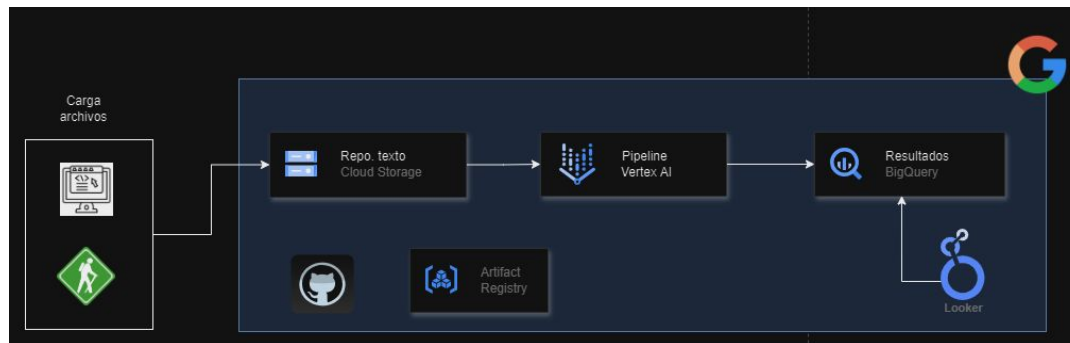 Carga
archivos
Repo. texto
Cloud Storage
Pipeline
Vertex AI
Resultados
BigQuery
Artifact
Registry
Looker